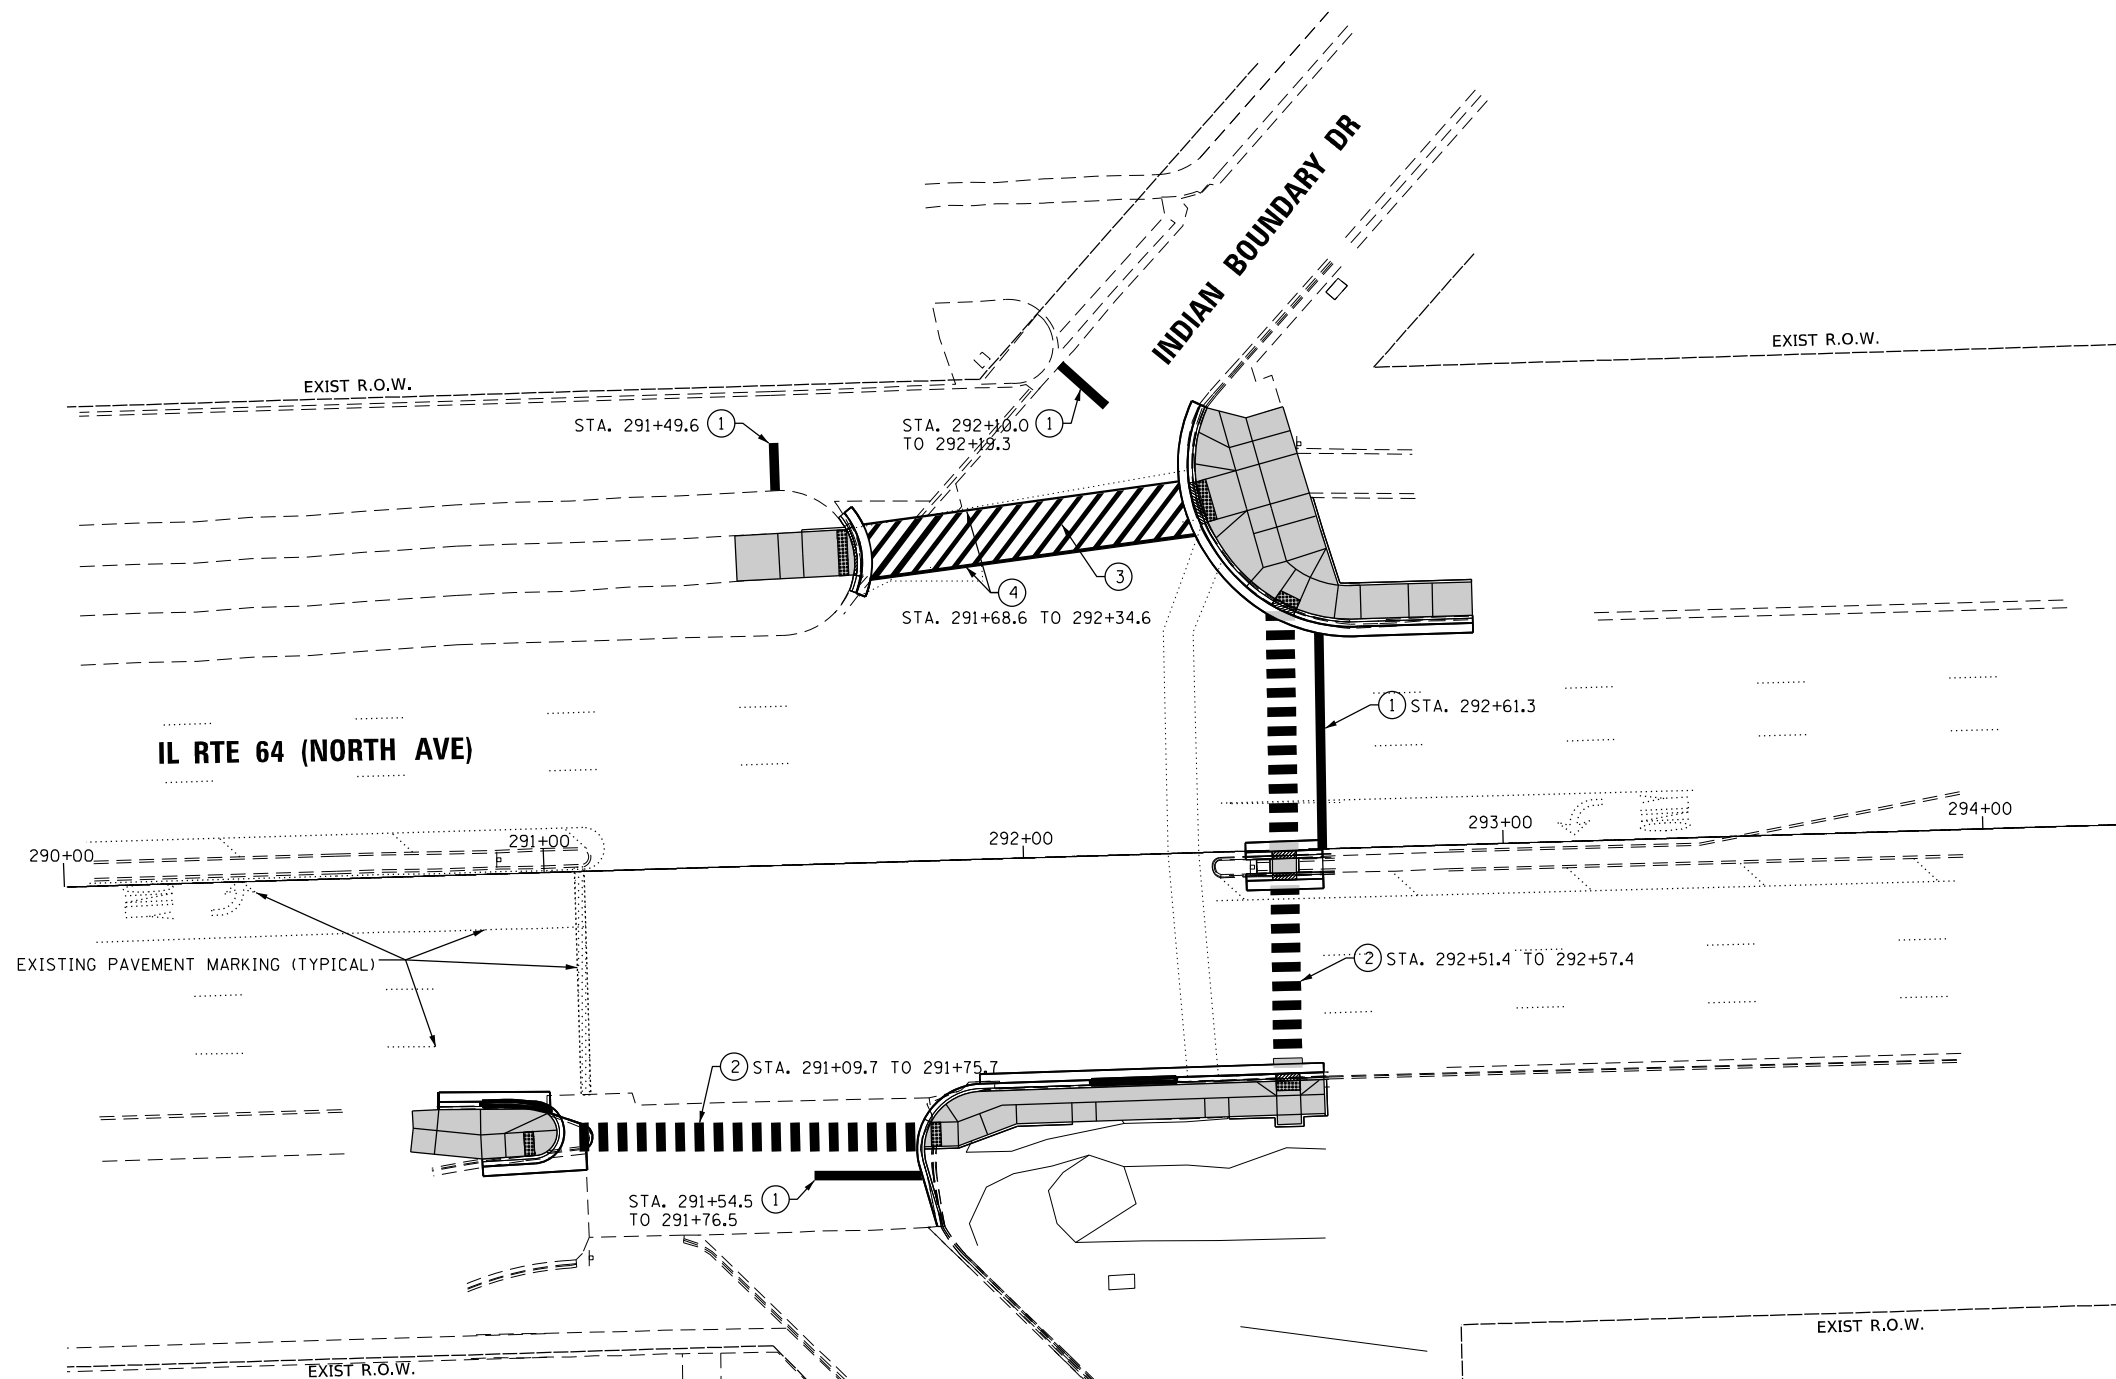 INDIAN BOUNDARY DR
EXIST R.O.W.
EXIST R.O.W.
STA. 291+49.6 1
STA. 292+10.0 1
TO 292+19.3
3
4
STA. 291+68.6 TO 292+34.6
1 STA. 292+61.3
IL RTE 64 (NORTH AVE)
290+00
291+00
292+00
293+00
294+00
EXISTING PAVEMENT MARKING (TYPICAL)
2 STA. 292+51.4 TO 292+57.4
2 STA. 291+09.7 TO 291+75.7
STA. 291+54.5 1
TO 291+76.5
EXIST R.O.W.
EXIST R.O.W.